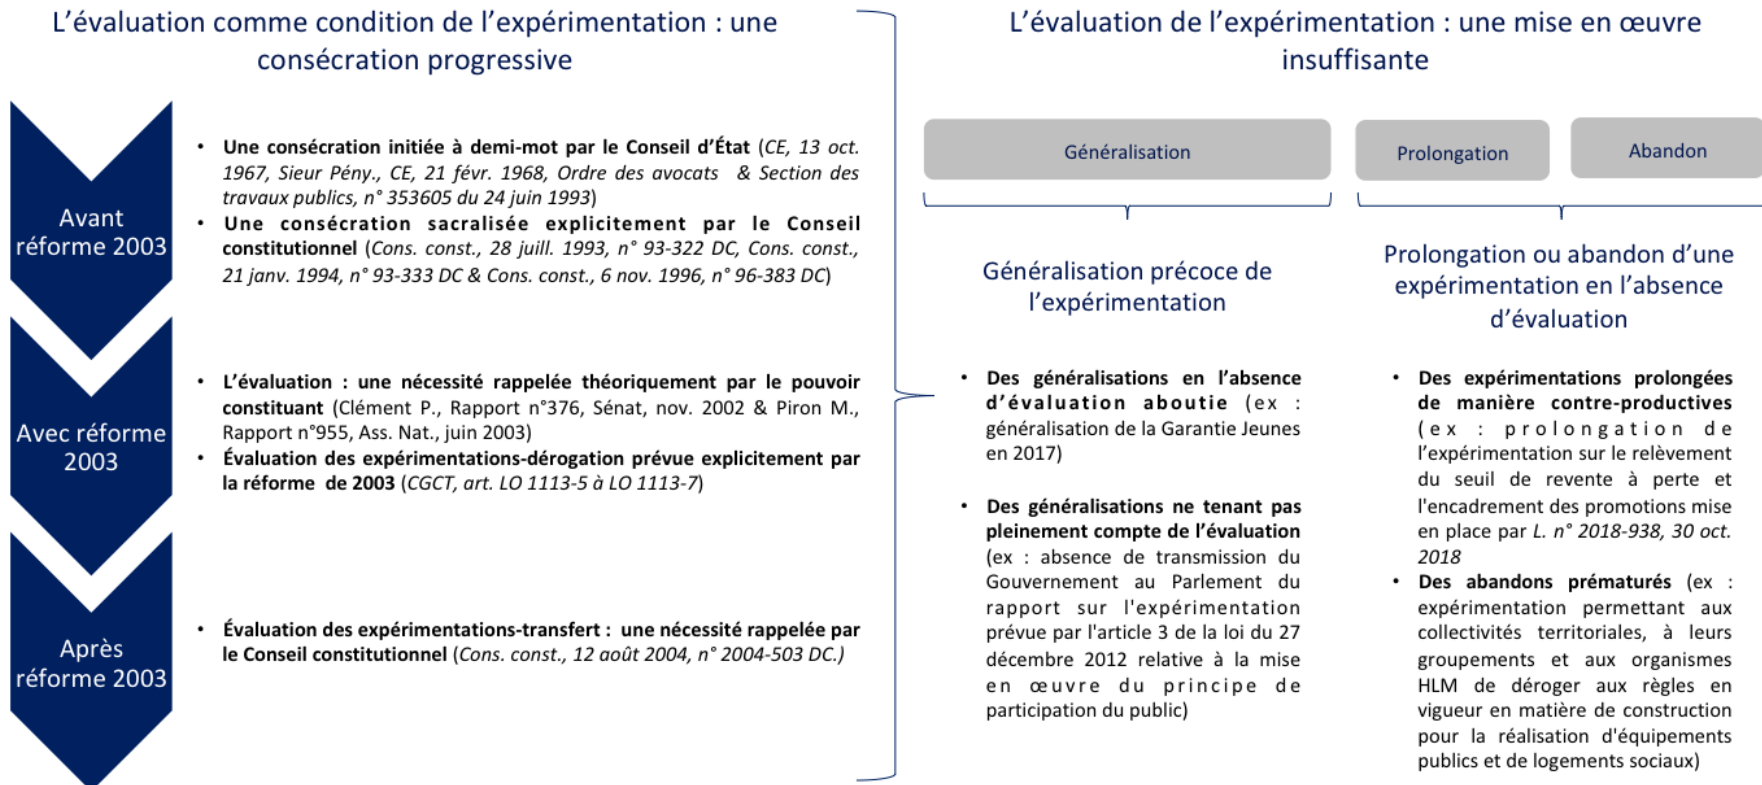 L’évaluation comme condition de l’expérimentation : une
consécration progressive
Avant
réforme 2003
• Une consécration initiée à demi-mot par le Conseil d’État (CE, 13 oct.
1967, Sieur Pény., CE, 21 févr. 1968, Ordre des avocats & Section des
travaux publics, n° 353605 du 24 juin 1993)
• Une consécration sacralisée explicitement par le Conseil
constitutionnel (Cons. const., 28 juill. 1993, n° 93-322 DC, Cons. const.,
21 janv. 1994, n° 93-333 DC & Cons. const., 6 nov. 1996, n° 96-383 DC)
Avec réforme
2003
• L’évaluation : une nécessité rappelée théoriquement par le pouvoir
constituant (Clément P., Rapport n°376, Sénat, nov. 2002 & Piron M.,
Rapport n°955, Ass. Nat., juin 2003)
• Évaluation des expérimentations-dérogation prévue explicitement par
la réforme de 2003 (CGCT, art. LO 1113-5 à LO 1113-7)
Après
réforme 2003
• Évaluation des expérimentations-transfert : une nécessité rappelée par
le Conseil constitutionnel (Cons. const., 12 août 2004, n° 2004-503 DC.)
L’évaluation de l’expérimentation : une mise en œuvre
insuffisante
Généralisation
Prolongation
Abandon
Généralisation précoce de
l’expérimentation
• Des généralisations en l’absence
d’évaluation aboutie (ex :
généralisation de la Garantie Jeunes
en 2017)
• Des généralisations ne tenant pas
pleinement compte de l’évaluation
(ex : absence de transmission du
Gouvernement au Parlement du
rapport sur l'expérimentation
prévue par l'article 3 de la loi du 27
décembre 2012 relative à la mise
en œuvre du principe de
participation du public)
Prolongation ou abandon d’une
expérimentation en l’absence
d’évaluation
• Des expérimentations prolongées
de manière contre-productives
(ex : prolongation de
l’expérimentation sur le relèvement
du seuil de revente à perte et
l'encadrement des promotions mise
en place par L. n° 2018-938, 30 oct.
2018
• Des abandons prématurés (ex :
expérimentation permettant aux
collectivités territoriales, à leurs
groupements et aux organismes
HLM de déroger aux règles en
vigueur en matière de construction
pour la réalisation d'équipements
publics et de logements sociaux)